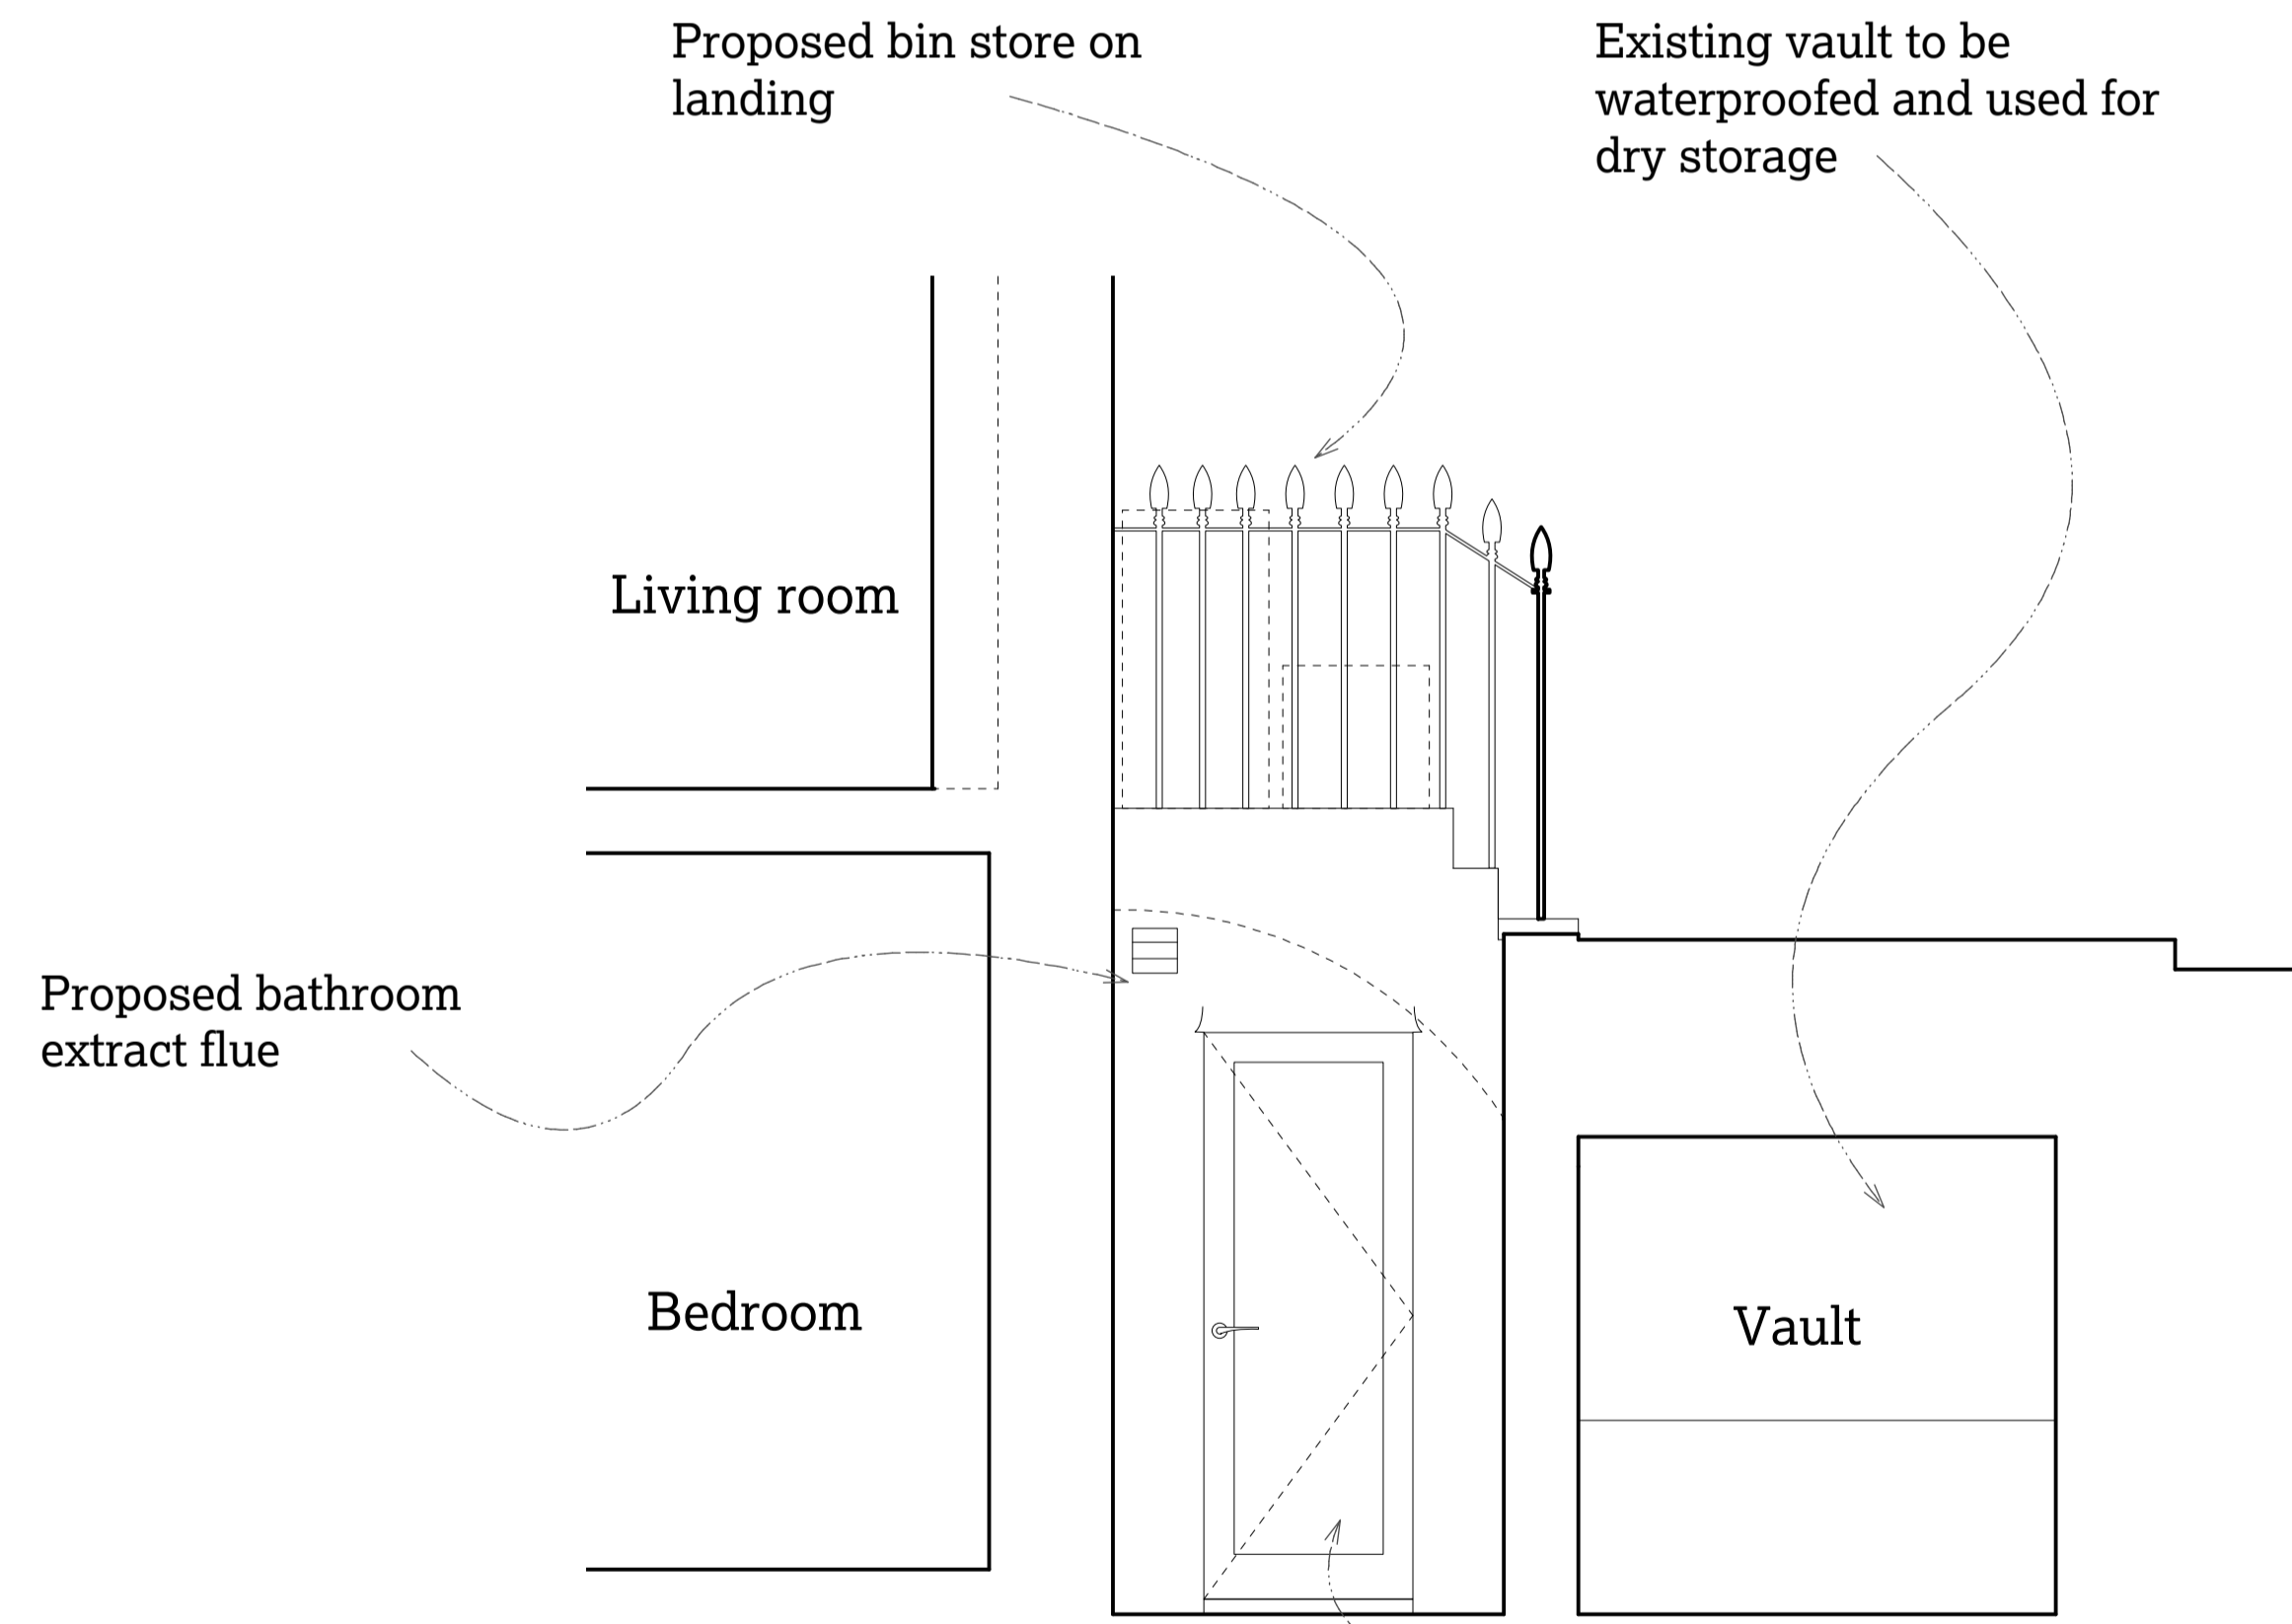 Proposed bin store on
landing
Existing vault to be
waterproofed and used for
dry storage
Living room
Proposed bathroom
extract flue
Bedroom
Vault